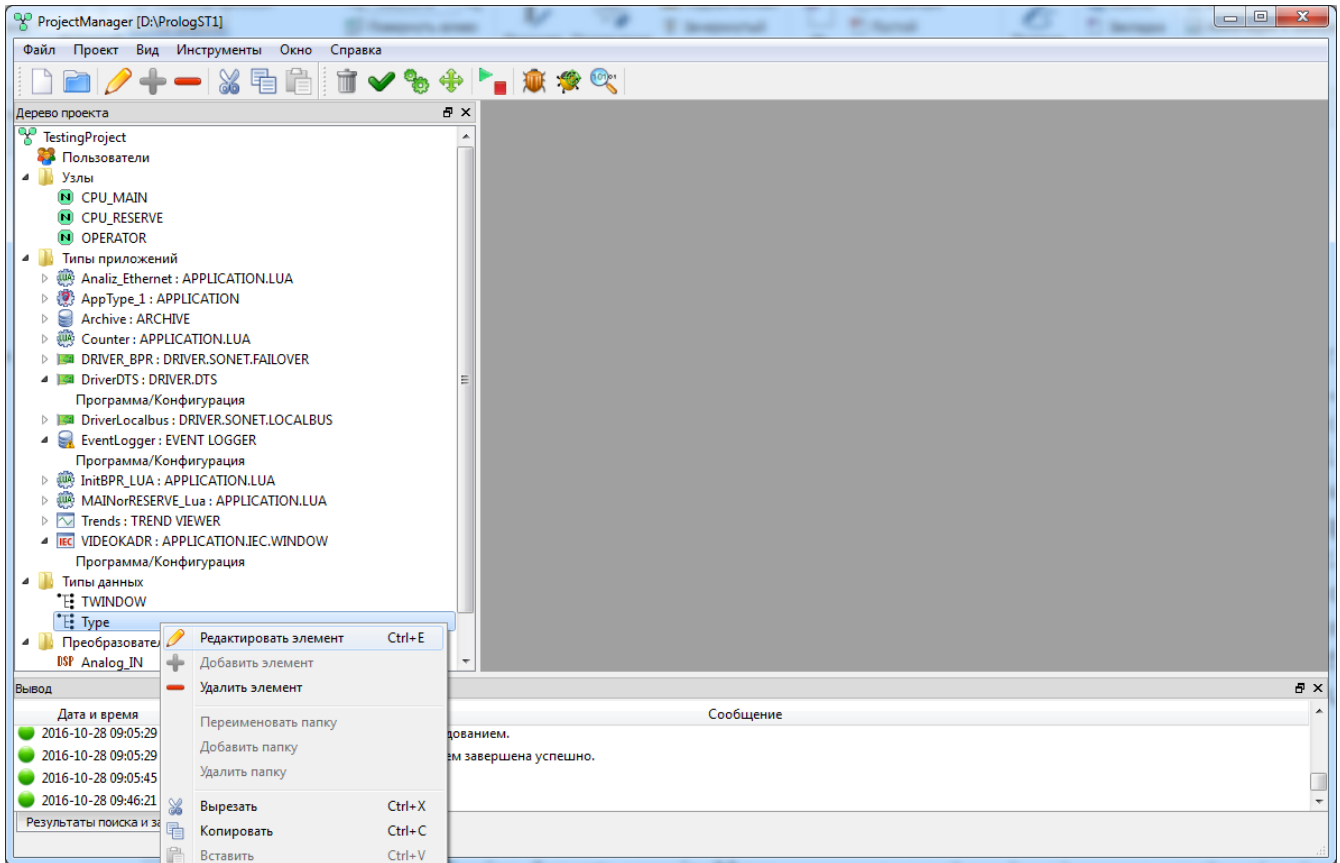 ProjectManager [D:\PrologST1]
Файл Проект Вид Инструменты Окно Справка
Дерево проекта
TestingProject
Пользователи
Узлы
CPU_MAIN
CPU_RESERVE
OPERATOR
Типы приложений
Analiz_Ethernet : APPLICATION.LUA
AppType_1 : APPLICATION
Archive : ARCHIVE
Counter : APPLICATION.LUA
DRIVER_BPR : DRIVER.SONET.FAILOVER
DriverDTS : DRIVER.DTS
Программа/Конфигурация
DriverLocalbus : DRIVER.SONET.LOCALBUS
EventLogger : EVENT LOGGER
Программа/Конфигурация
InitBPR_LUA : APPLICATION.LUA
MAINorRESERVE_Lua : APPLICATION.LUA
Trends : TREND VIEWER
IEC VIDEOKADR : APPLICATION.IEC.WINDOW
Программа/Конфигурация
Типы данных
TWINDOW
Type
Преобразовате
DSP Analog_IN
Редактировать элемент Ctrl+E
Добавить элемент
Удалить элемент
Переименовать папку
Добавить папку
Удалить папку
Вырезать Ctrl+X
Копировать Ctrl+C
Вставить Ctrl+V
Вывод
Дата и время Сообщение
2016-10-28 09:05:29 дованием.
2016-10-28 09:05:29 ем завершена успешно.
2016-10-28 09:05:45
2016-10-28 09:46:21
Результаты поиска и за